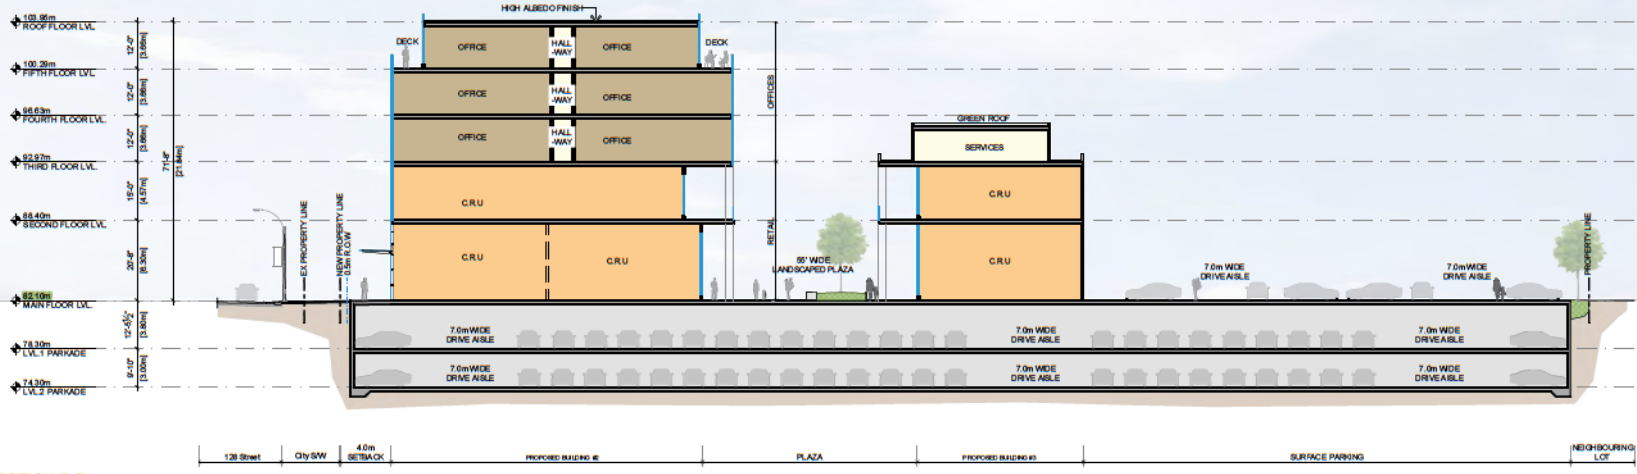 HIGH ALBEDO FINISH
103.95m
ROOF FLOOR LVL.
12'-0"
[3.66m]
DECK
OFFICE
HALL
-WAY
OFFICE
DECK
100.29m
FIFTH FLOOR LVL.
12'-0"
[3.66m]
OFFICE
HALL
-WAY
OFFICE
OFFICES
96.63m
FOURTH FLOOR LVL.
12'-0"
[3.66m]
OFFICE
HALL
-WAY
OFFICE
GREEN ROOF
SERVICES
71'-8"
[21.84m]
92.97m
THIRD FLOOR LVL.
15'-0"
[4.57m]
C.R.U
C.R.U
88.40m
SECOND FLOOR LVL.
20'-8"
[6.30m]
EX PROPERTY LINE
NEW PROPERTY LINE
0.5m R.O.W
C.R.U
C.R.U
RETAIL
55' WIDE
LANDSCAPED PLAZA
C.R.U
7.0m WIDE
DRIVE AISLE
7.0m WIDE
DRIVE AISLE
PROPERTY LINE
82.10m
MAIN FLOOR LVL.
12'-5½"
[3.80m]
7.0m WIDE
DRIVE AISLE
7.0m WIDE
DRIVE AISLE
7.0m WIDE
DRIVE AISLE
78.30m
LVL.1 PARKADE
9'-10"
[3.00m]
7.0m WIDE
DRIVE AISLE
7.0m WIDE
DRIVE AISLE
7.0m WIDE
DRIVE AISLE
74.30m
LVL.2 PARKADE
128 Street
City S/W
4.0m
SETBACK
PROPOSED BUILDING #2
PLAZA
PROPOSED BUILDING #3
SURFACE PARKING
NEIGHBOURING
LOT